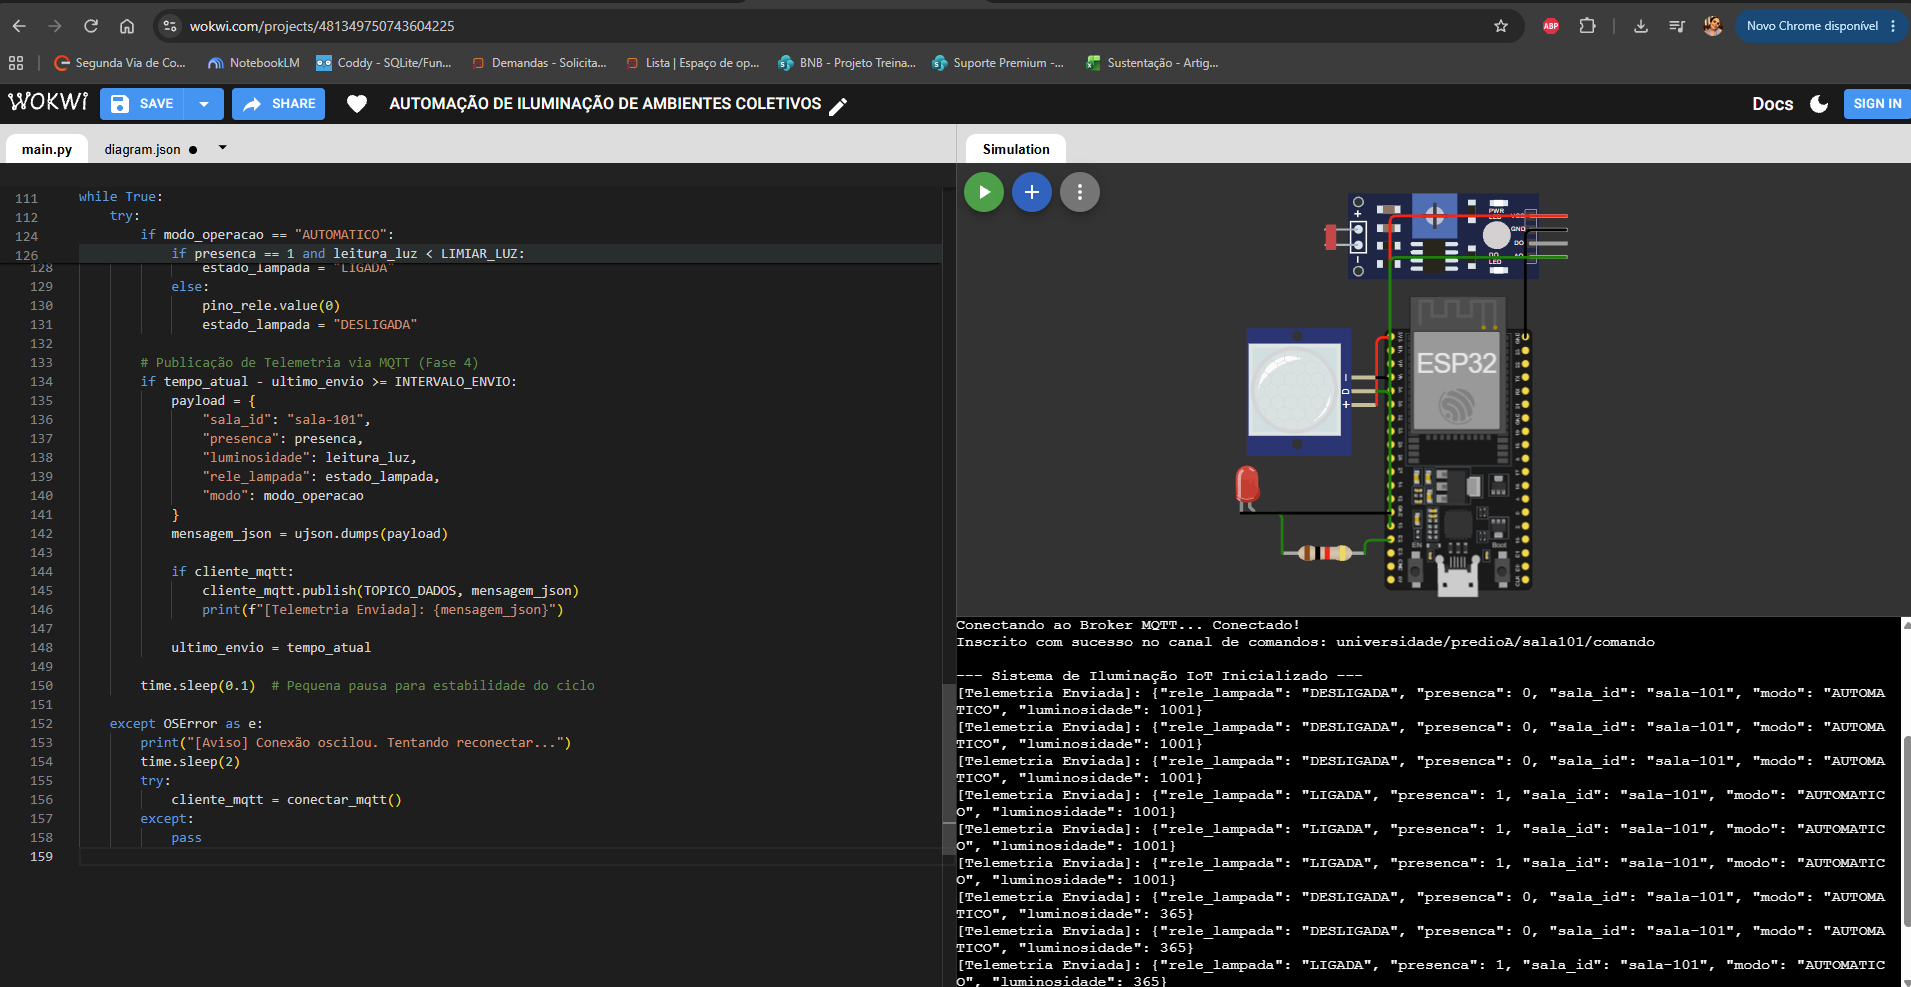 wokwi.com/projects/481349750743604225
ABP
Novo Chrome disponível
Segunda Via de Co...
NotebookLM
Coddy - SQLite/Fun...
Demandas - Solicita...
Lista | Espaço de op...
BNB - Projeto Treina...
Suporte Premium -...
Sustentação - Artig...
WOKWI
SAVE
SHARE
AUTOMAÇÃO DE ILUMINAÇÃO DE AMBIENTES COLETIVOS
Docs
SIGN IN
main.py
diagram.json
Simulation
111 while True:
112 try:
124 if modo_operacao == "AUTOMATICO":
126 if presenca == 1 and leitura_luz < LIMIAR_LUZ:
128 estado_lampada = "LIGADA"
129 else:
130 pino_rele.value(0)
131 estado_lampada = "DESLIGADA"
132
133 # Publicação de Telemetria via MQTT (Fase 4)
134 if tempo_atual - ultimo_envio >= INTERVALO_ENVIO:
135 payload = {
136 "sala_id": "sala-101",
137 "presenca": presenca,
138 "luminosidade": leitura_luz,
139 "rele_lampada": estado_lampada,
140 "modo": modo_operacao
141 }
142 mensagem_json = ujson.dumps(payload)
143
144 if cliente_mqtt:
145 cliente_mqtt.publish(TOPICO_DADOS, mensagem_json)
146 print(f"[Telemetria Enviada]: {mensagem_json}")
147
148 ultimo_envio = tempo_atual
149
150 time.sleep(0.1) # Pequena pausa para estabilidade do ciclo
151
152 except OSError as e:
153 print("[Aviso] Conexão oscilou. Tentando reconectar...")
154 time.sleep(2)
155 try:
156 cliente_mqtt = conectar_mqtt()
157 except:
158 pass
159
PWR
LED
VCC
GND
DO
DO
LED
AO
+
-
D
+
ESP32
EN
Boot
Conectando ao Broker MQTT... Conectado!
Inscrito com sucesso no canal de comandos: universidade/predioA/sala101/comando
--- Sistema de Iluminação IoT Inicializado ---
[Telemetria Enviada]: {"rele_lampada": "DESLIGADA", "presenca": 0, "sala_id": "sala-101", "modo": "AUTOMA
TICO", "luminosidade": 1001}
[Telemetria Enviada]: {"rele_lampada": "DESLIGADA", "presenca": 0, "sala_id": "sala-101", "modo": "AUTOMA
TICO", "luminosidade": 1001}
[Telemetria Enviada]: {"rele_lampada": "DESLIGADA", "presenca": 0, "sala_id": "sala-101", "modo": "AUTOMA
TICO", "luminosidade": 1001}
[Telemetria Enviada]: {"rele_lampada": "LIGADA", "presenca": 1, "sala_id": "sala-101", "modo": "AUTOMATIC
O", "luminosidade": 1001}
[Telemetria Enviada]: {"rele_lampada": "LIGADA", "presenca": 1, "sala_id": "sala-101", "modo": "AUTOMATIC
O", "luminosidade": 1001}
[Telemetria Enviada]: {"rele_lampada": "LIGADA", "presenca": 1, "sala_id": "sala-101", "modo": "AUTOMATIC
O", "luminosidade": 1001}
[Telemetria Enviada]: {"rele_lampada": "DESLIGADA", "presenca": 0, "sala_id": "sala-101", "modo": "AUTOMA
TICO", "luminosidade": 365}
[Telemetria Enviada]: {"rele_lampada": "DESLIGADA", "presenca": 0, "sala_id": "sala-101", "modo": "AUTOMA
TICO", "luminosidade": 365}
[Telemetria Enviada]: {"rele_lampada": "LIGADA", "presenca": 1, "sala_id": "sala-101", "modo": "AUTOMATIC
O", "luminosidade": 365}